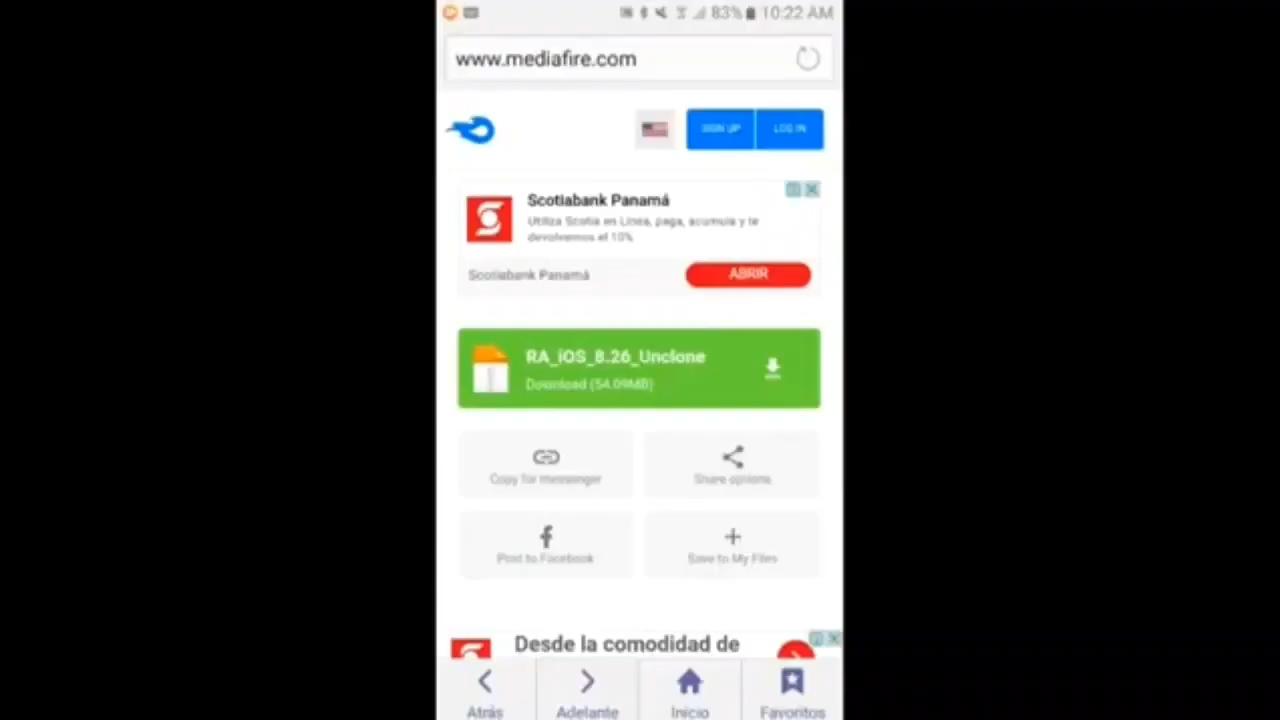 83% 10:22 AM
www.mediafire.com
SIGN UP
LOG IN
Scotiabank Panamá
Utiliza Scotia en Línea, paga, acumula y te
devolvemos el 10%
Scotiabank Panamá
ABRIR
RA_iOS_8.26_Unclone
Download (54.09MB)
Copy for messenger
Share options
Post to Facebook
Save to My Files
Desde la comodidad de
Atrás
Adelante
Inicio
Favoritos